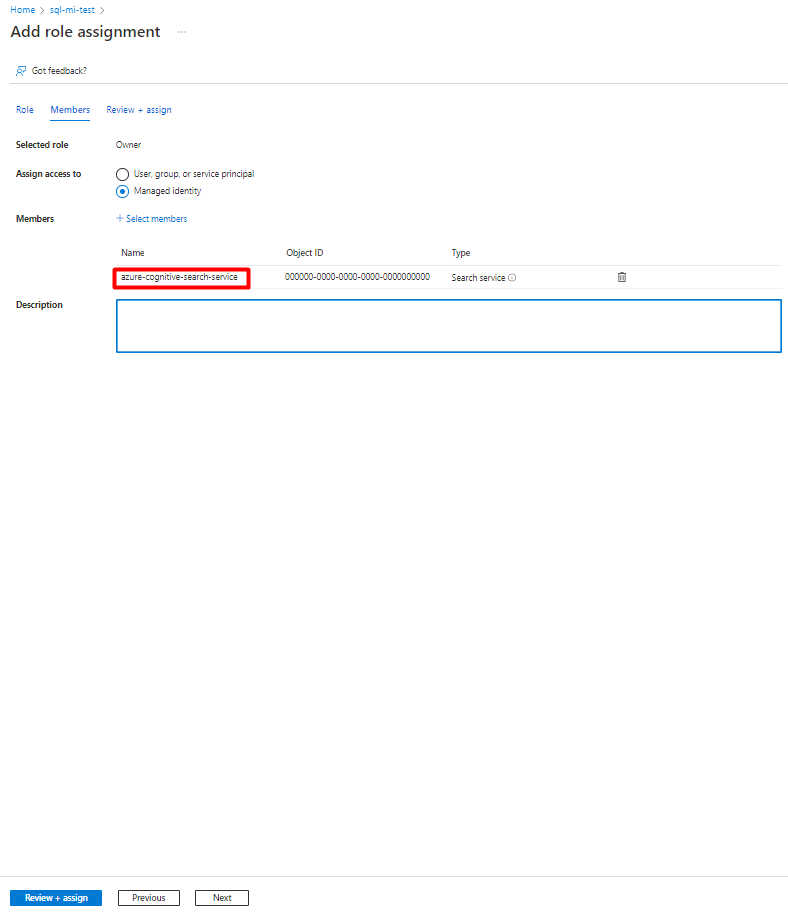 Home > sql-mi-test >
Add role assignment ...
Got feedback?
Role Members Review + assign
Selected role Owner
Assign access to User, group, or service principal
Managed identity
Members + Select members
Name Object ID Type
azure-cognitive-search-service 000000-0000-0000-0000-0000000000 Search service
Description
Review + assign Previous Next